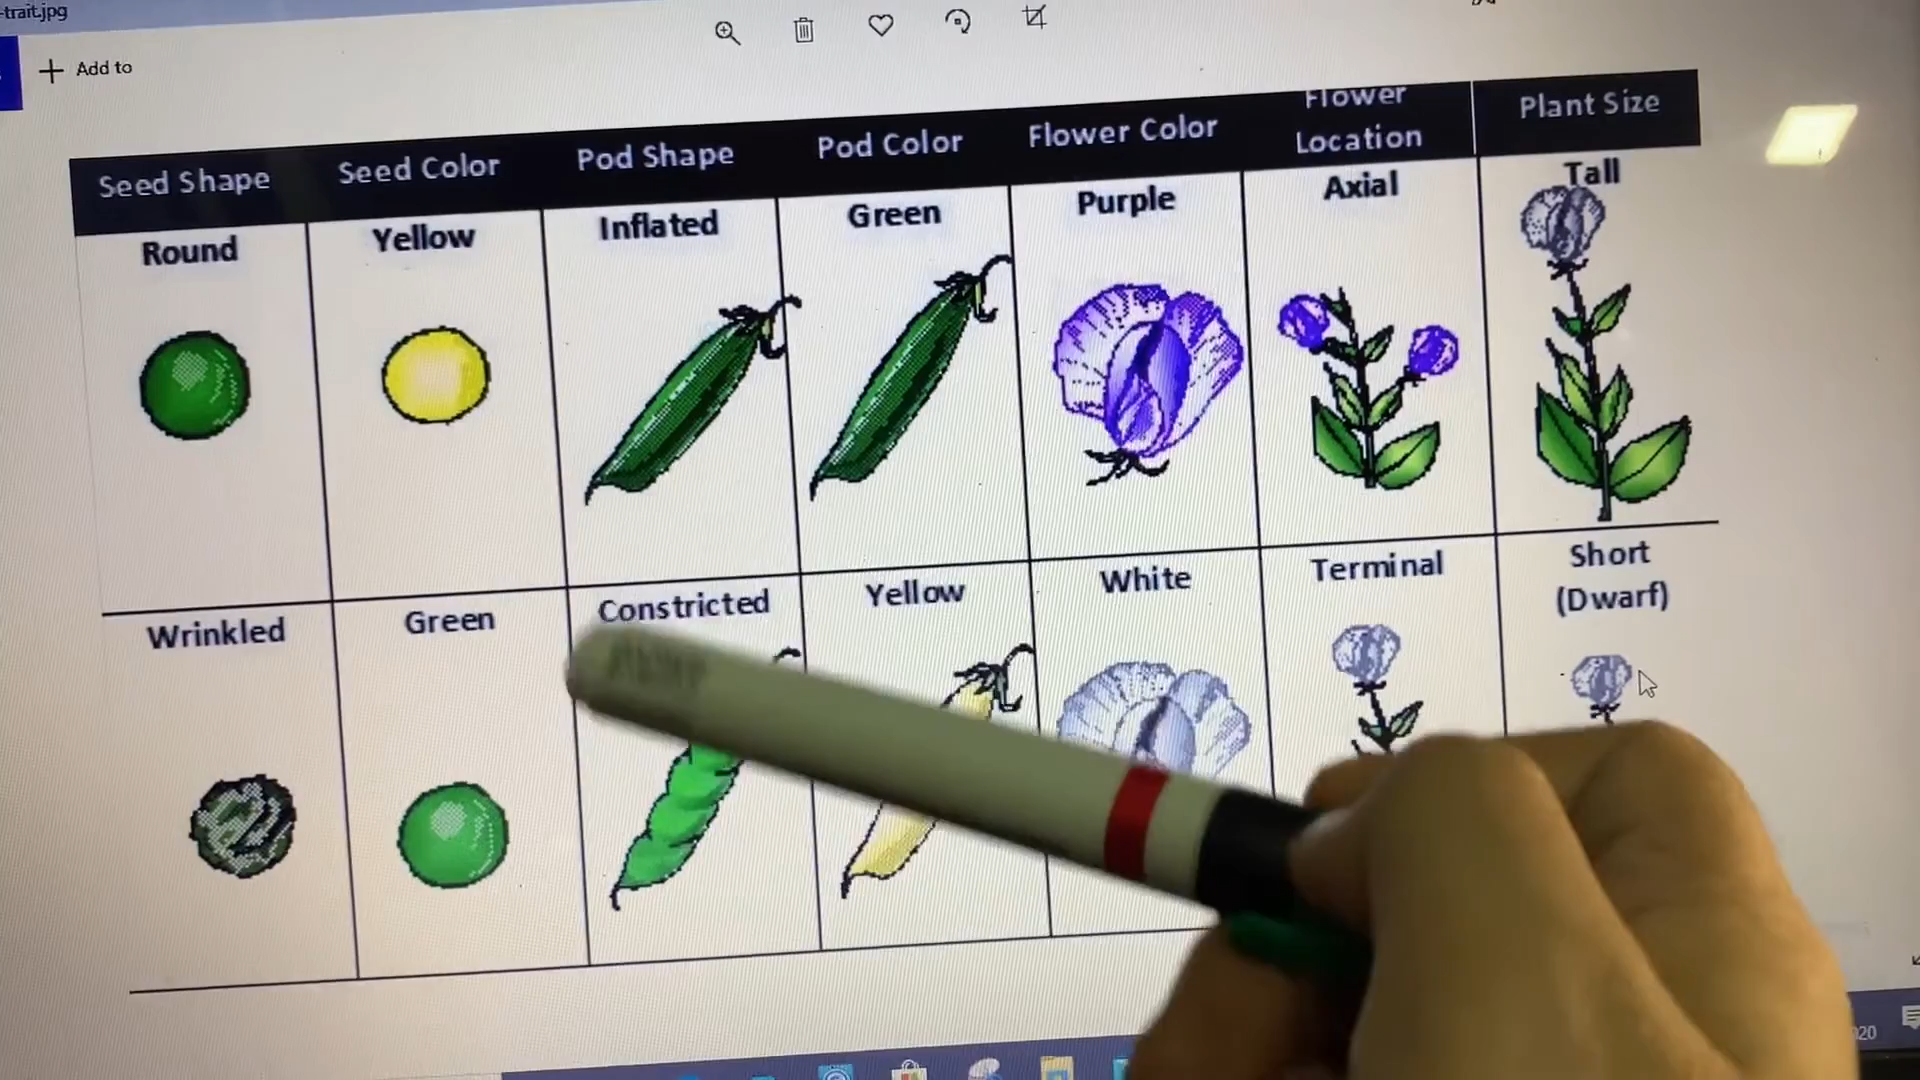 -trait.jpg
Add to
Seed Shape
Seed Color
Pod Shape
Pod Color
Flower Color
Flower
Location
Plant Size
Round
Yellow
Inflated
Green
Purple
Axial
Tall
Wrinkled
Green
Constricted
Yellow
White
Terminal
Short
(Dwarf)